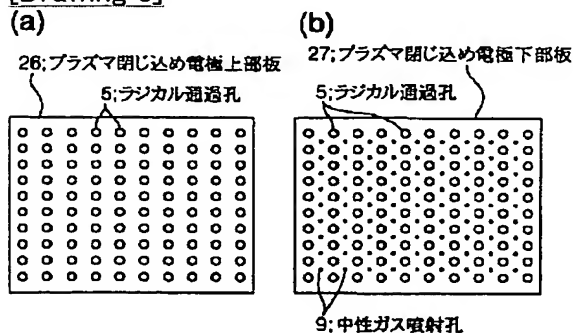 (a)
(b)
26;プラズマ閉じ込め電極上部板
5;ラジカル通過孔
27;プラズマ閉じ込め電極下部板
5;ラジカル通過孔
9;中性ガス噴射孔